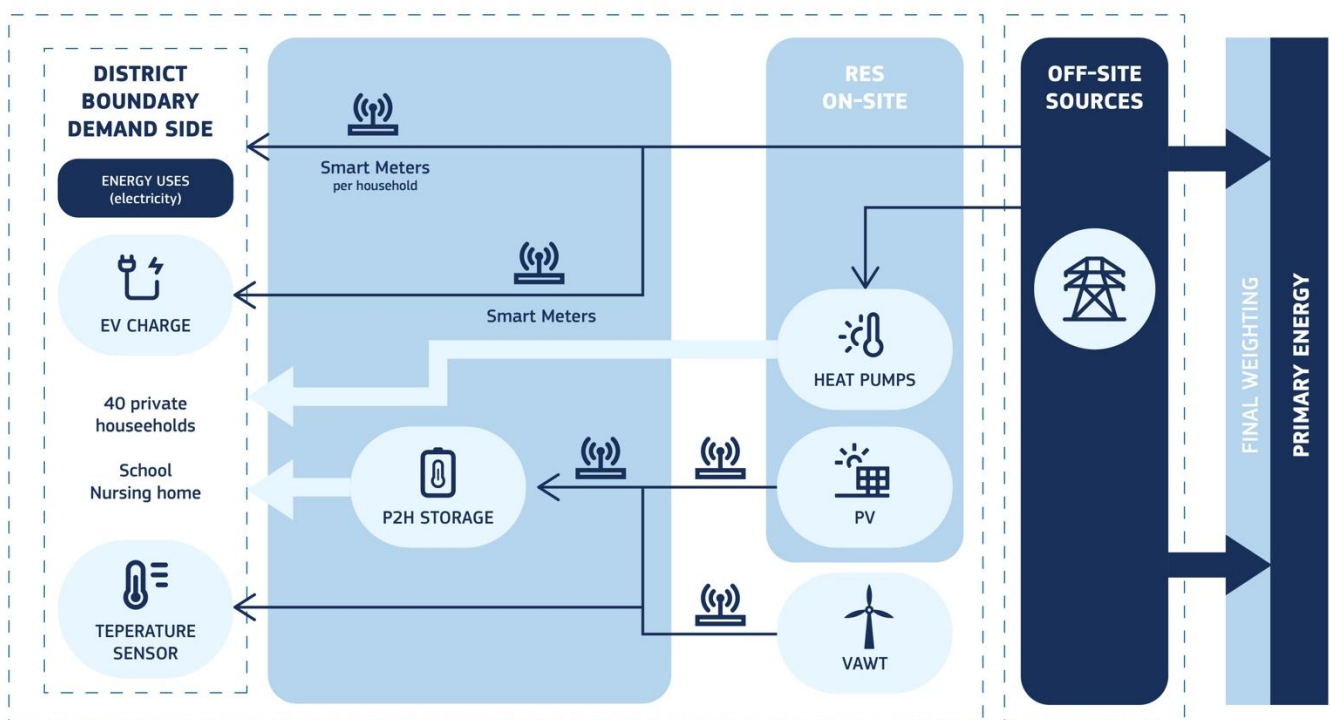 DISTRICT
BOUNDARY
DEMAND SIDE
ENERGY USES
(electricity)
EV CHARGE
40 private
houseeholds
School
Nursing home
TEPERATURE
SENSOR
Smart Meters
per household
Smart Meters
P2H STORAGE
RES
ON-SITE
HEAT PUMPS
PV
VAWT
OFF-SITE
SOURCES
FINAL WEIGHTING
PRIMARY ENERGY